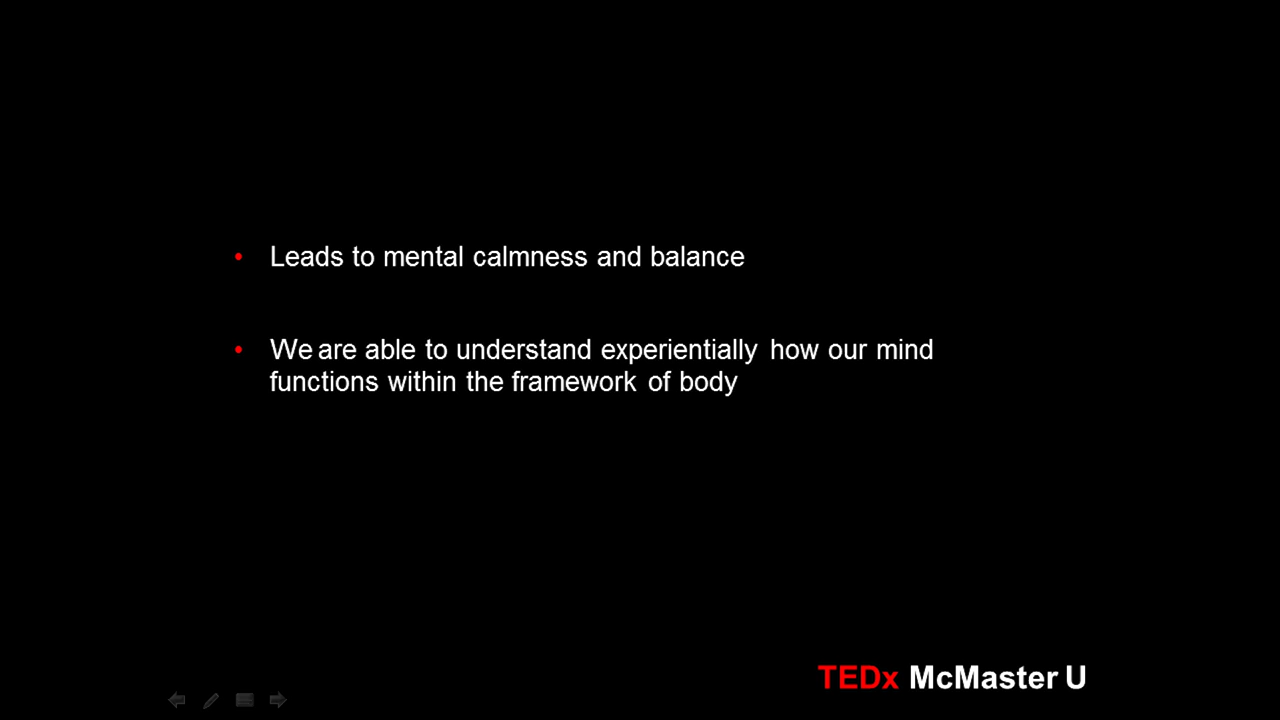 • Leads to mental calmness and balance
• We are able to understand experientially how our mind
functions within the framework of body
TEDx McMaster U